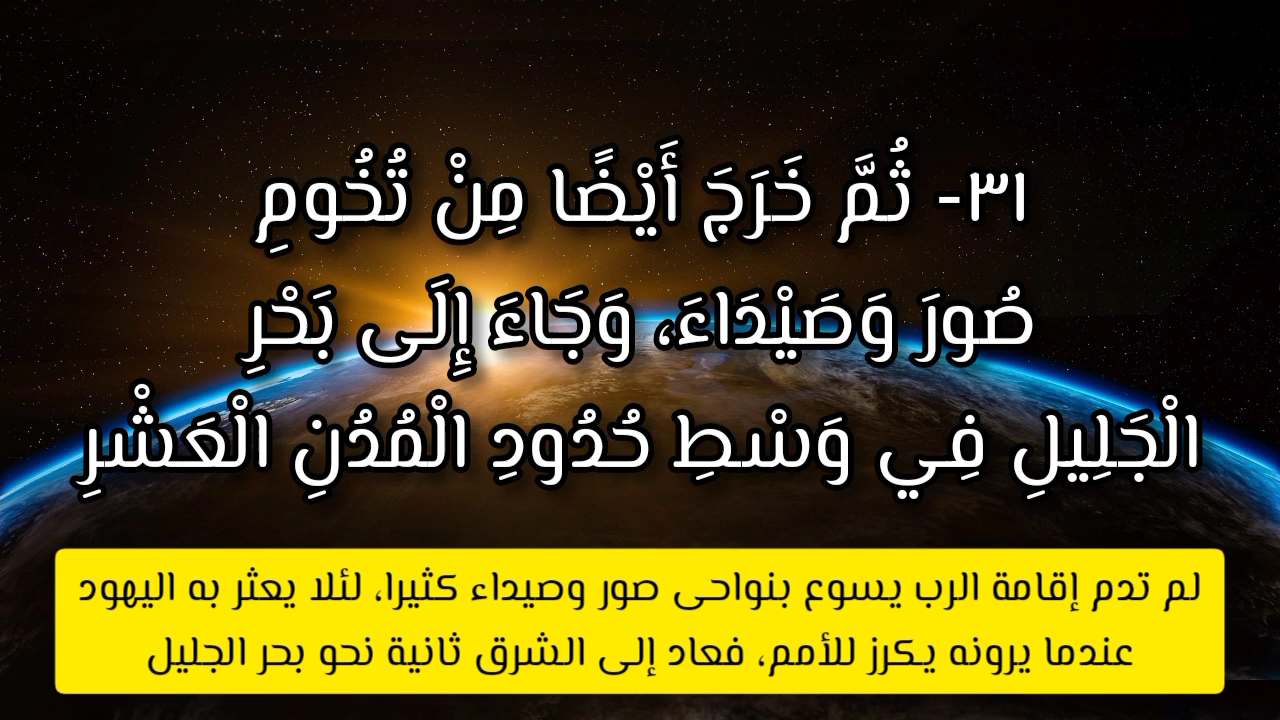 ٣١- ثُمَّ خَرَجَ أَيْضًا مِنْ تُخُومِ
صُورَ وَصَيْدَاءَ، وَجَاءَ إِلَى بَحْرِ
الْجَلِيلِ فِي وَسْطِ حُدُودِ الْمُدُنِ الْعَشْرِ
لم تدم إقامة الرب يسوع بنواحى صور وصيداء كثيرا، لئلا يعثر به اليهود
عندما يرونه يكرز للأمم، فعاد إلى الشرق ثانية نحو بحر الجليل